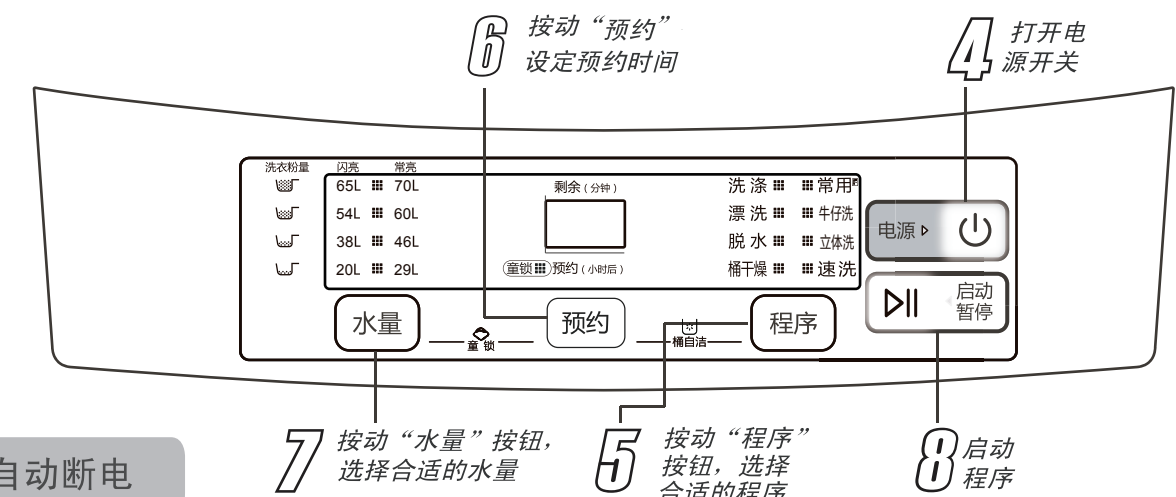 6 按动“预约”
设定预约时间
4 打开电
源开关
洗衣粉量 闪亮 常亮
65L 70L
54L 60L
38L 46L
20L 29L
剩余（分钟）
童锁 预约（小时后）
洗涤 常用
漂洗 牛仔洗
脱水 立体洗
桶干燥 速洗
电源
启动
暂停
水量
童锁
预约
桶自洁
程序
7 按动“水量”按钮，
选择合适的水量
5 按动“程序”
按钮，选择
合适的程序
8 启动
程序
自动断电